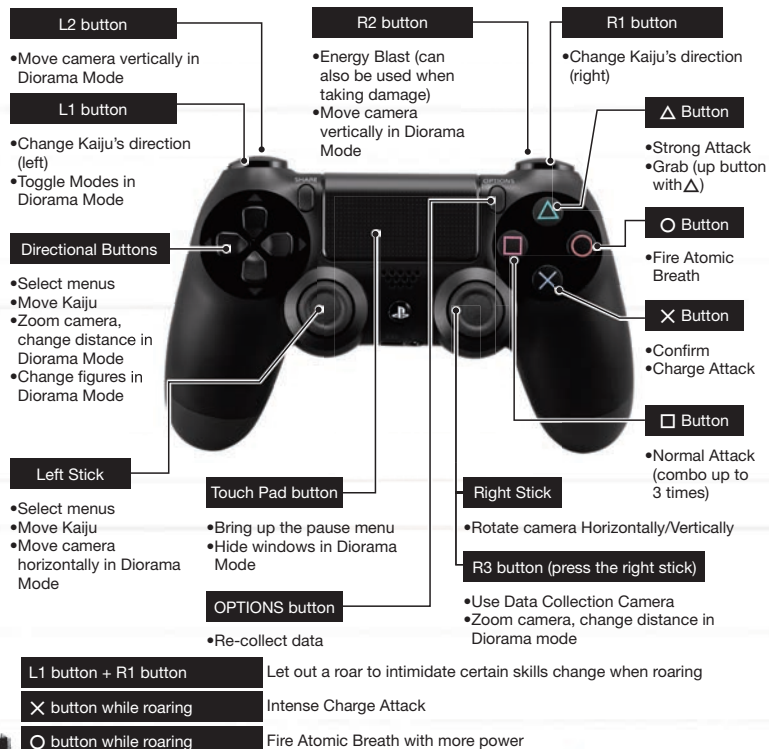 L2 button
•Move camera vertically in
Diorama Mode
L1 button
•Change Kaiju's direction
(left)
•Toggle Modes in
Diorama Mode
Directional Buttons
•Select menus
•Move Kaiju
•Zoom camera,
change distance in
Diorama Mode
•Change figures in
Diorama Mode
Left Stick
•Select menus
•Move Kaiju
•Move camera
horizontally in Diorama
Mode
R2 button
•Energy Blast (can
also be used when
taking damage)
•Move camera
vertically in Diorama
Mode
R1 button
•Change Kaiju's direction
(right)
△ Button
•Strong Attack
•Grab (up button
with△)
○ Button
•Fire Atomic
Breath
✕ Button
•Confirm
•Charge Attack
□ Button
•Normal Attack
(combo up to
3 times)
SHARE
OPTIONS
Touch Pad button
•Bring up the pause menu
•Hide windows in Diorama
Mode
OPTIONS button
•Re-collect data
Right Stick
•Rotate camera Horizontally/Vertically
R3 button (press the right stick)
•Use Data Collection Camera
•Zoom camera, change distance in
Diorama mode
L1 button + R1 button Let out a roar to intimidate certain skills change when roaring
✕ button while roaring Intense Charge Attack
○ button while roaring Fire Atomic Breath with more power